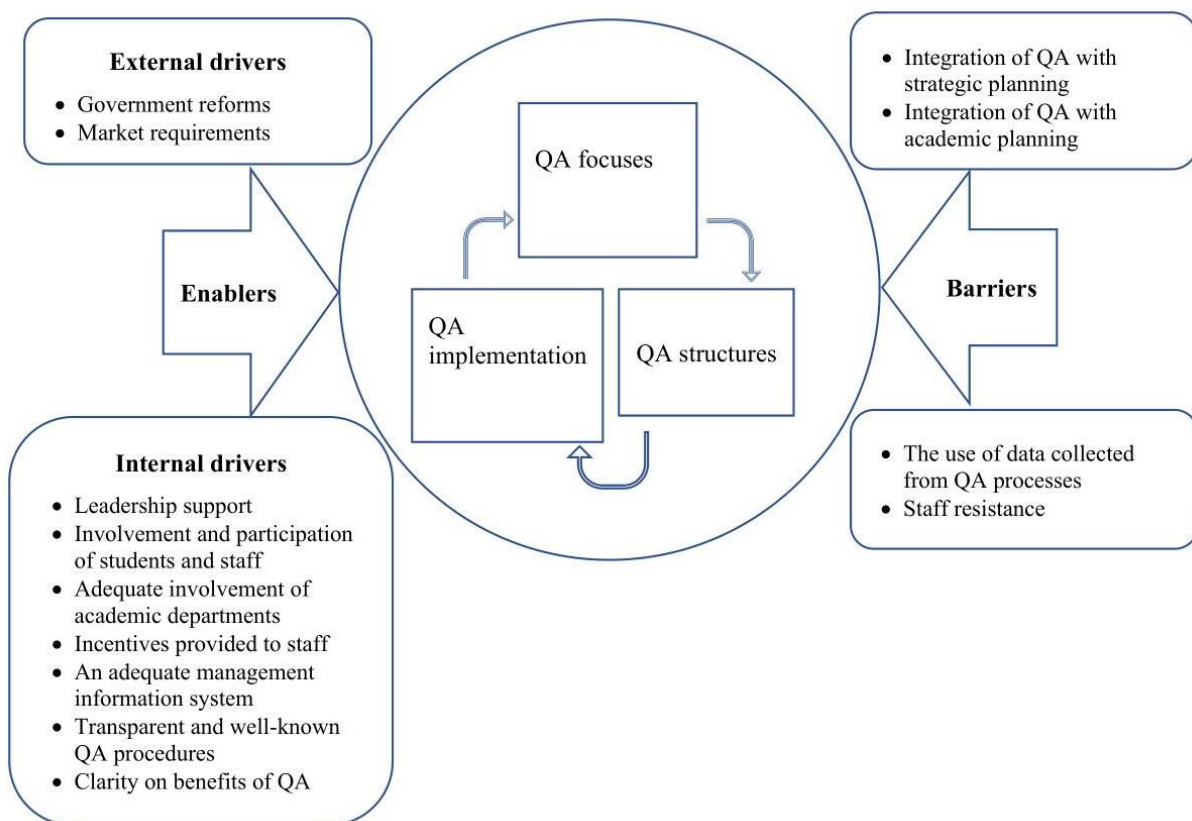 External drivers
• Government reforms
• Market requirements
Enablers
Internal drivers
• Leadership support
• Involvement and participation
of students and staff
• Adequate involvement of
academic departments
• Incentives provided to staff
• An adequate management
information system
• Transparent and well-known
QA procedures
• Clarity on benefits of QA
QA focuses
QA
implementation
QA structures
• Integration of QA with
strategic planning
• Integration of QA with
academic planning
Barriers
• The use of data collected
from QA processes
• Staff resistance